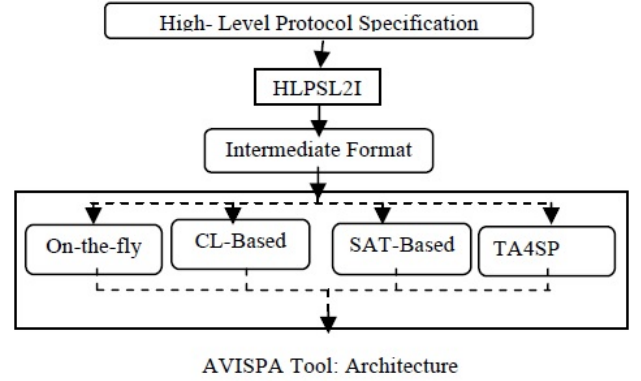 High- Level Protocol Specification
HLPSL2I
Intermediate Format
On-the-fly
CL-Based
SAT-Based
TA4SP
AVISPA Tool: Architecture